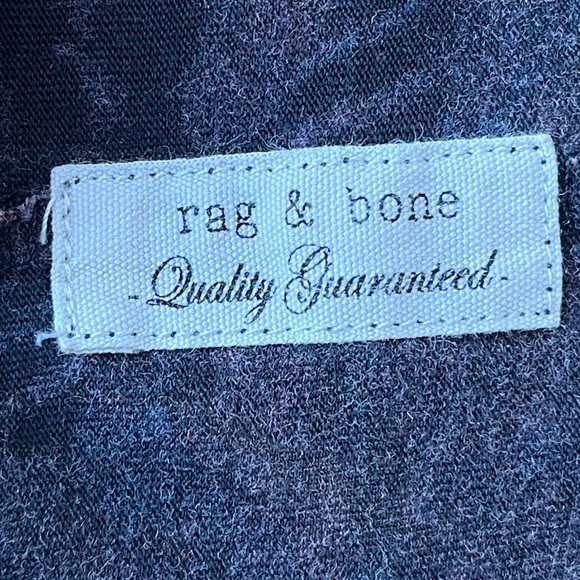 rag & bone
-Quality Guaranteed-